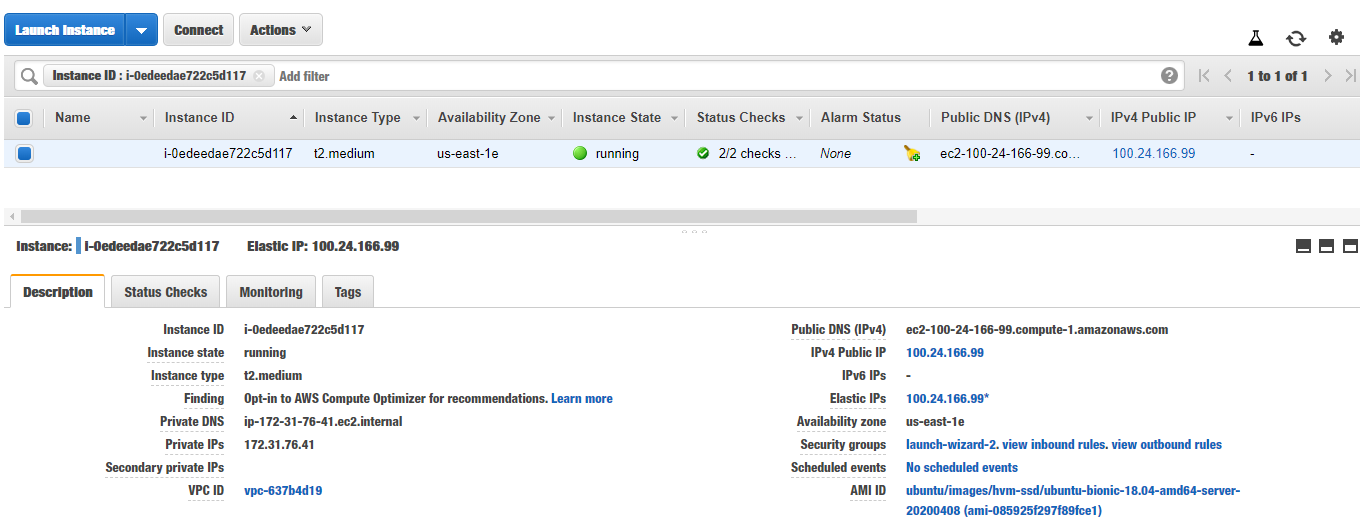 Launch Instance Connect Actions
Instance ID : i-0edeedae722c5d117 Add filter 1 to 1 of 1
Name Instance ID Instance Type Availability Zone Instance State Status Checks Alarm Status Public DNS (IPv4) IPv4 Public IP IPv6 IPs
i-0edeedae722c5d117 t2.medium us-east-1e running 2/2 checks ... None ec2-100-24-166-99.co... 100.24.166.99 -
Instance: i-0edeedae722c5d117 Elastic IP: 100.24.166.99
Description Status Checks Monitoring Tags
Instance ID i-0edeedae722c5d117 Public DNS (IPv4) ec2-100-24-166-99.compute-1.amazonaws.com
Instance state running IPv4 Public IP 100.24.166.99
Instance type t2.medium IPv6 IPs -
Finding Opt-in to AWS Compute Optimizer for recommendations. Learn more Elastic IPs 100.24.166.99*
Private DNS ip-172-31-76-41.ec2.internal Availability zone us-east-1e
Private IPs 172.31.76.41 Security groups launch-wizard-2. view inbound rules. view outbound rules
Secondary private IPs Scheduled events No scheduled events
VPC ID vpc-637b4d19 AMI ID ubuntu/images/hvm-ssd/ubuntu-bionic-18.04-amd64-server-
20200408 (ami-085925f297f89fce1)